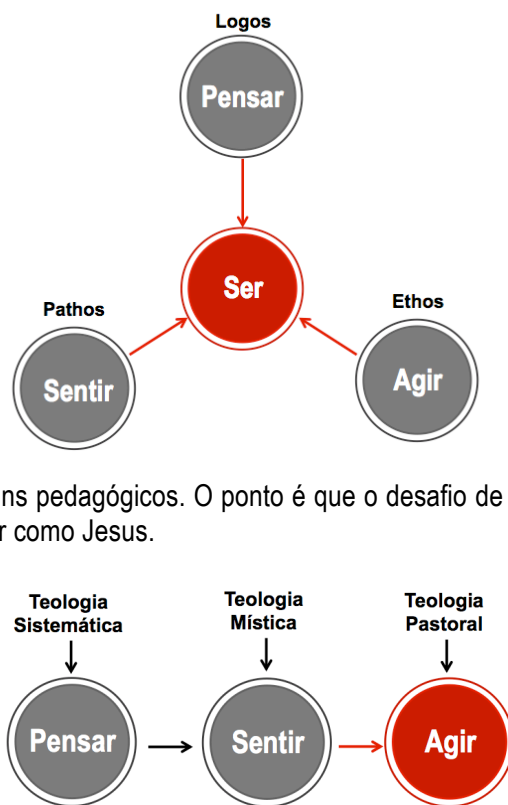 Logos
Pensar
Ser
Pathos
Ethos
Sentir
Agir
ns pedagógicos. O ponto é que o desafio de
r como Jesus.
Teologia
Sistemática
Teologia
Mística
Teologia
Pastoral
Pensar
Sentir
Agir